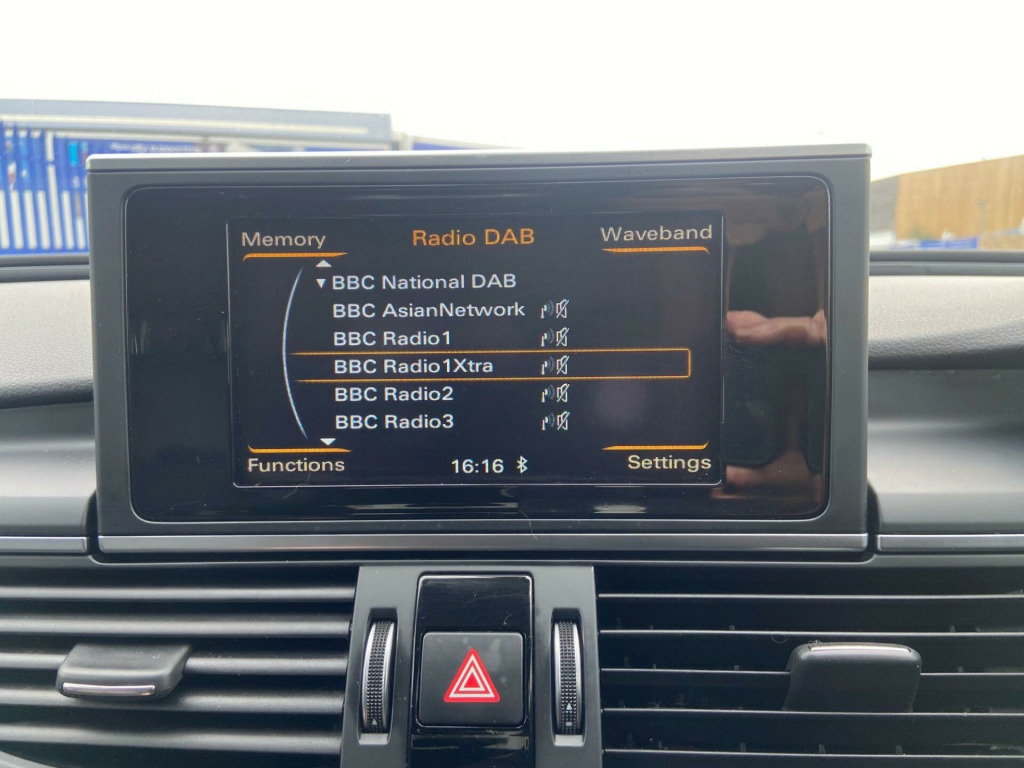 Memory Radio DAB Waveband
BBC National DAB
BBC AsianNetwork
BBC Radio1
BBC Radio1Xtra
BBC Radio2
BBC Radio3
Functions 16:16 Settings